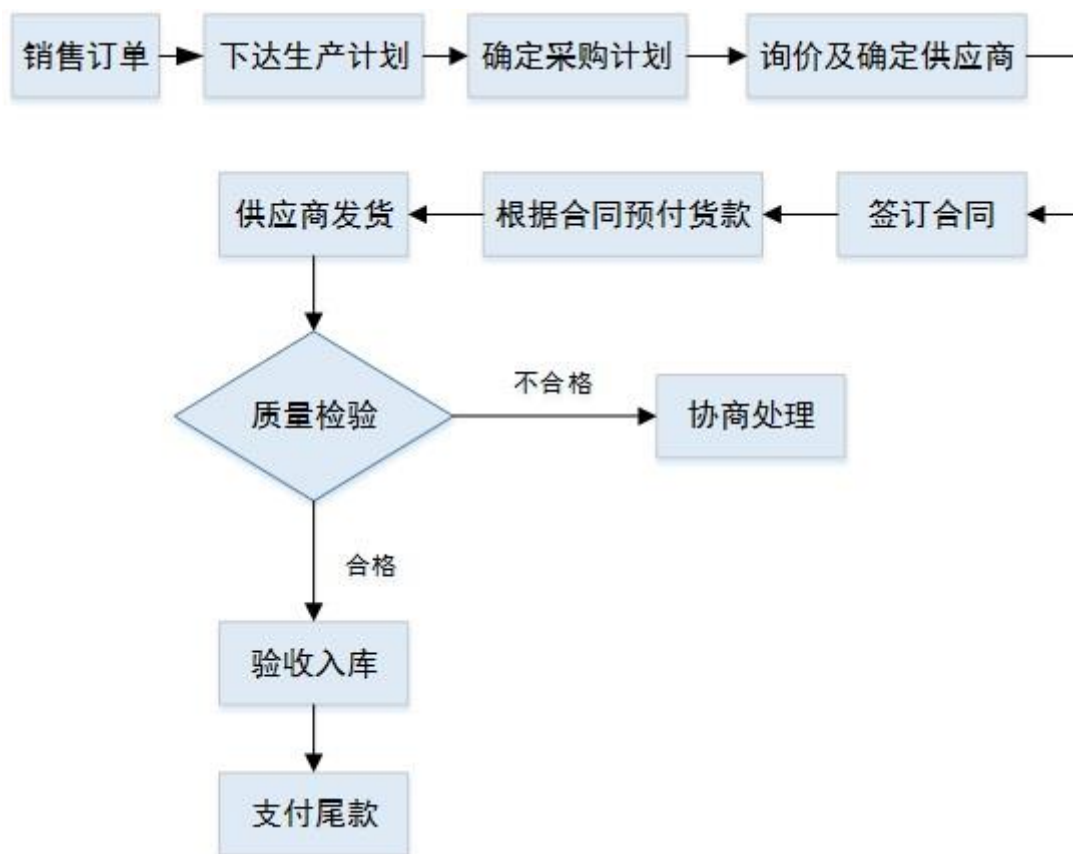 销售订单
下达生产计划
确定采购计划
询价及确定供应商
供应商发货
根据合同预付货款
签订合同
质量检验
不合格
协商处理
合格
验收入库
支付尾款